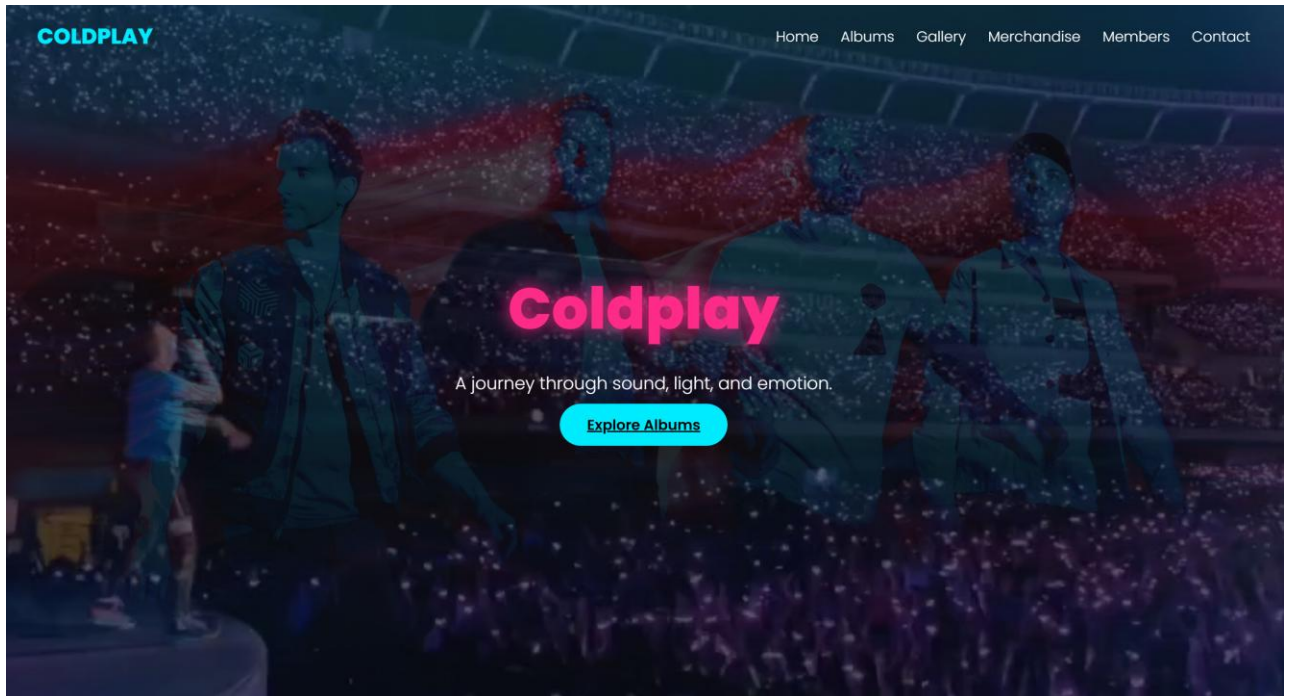 COLDPLAY
Home Albums Gallery Merchandise Members Contact
Coldplay
A journey through sound, light, and emotion.
Explore Albums